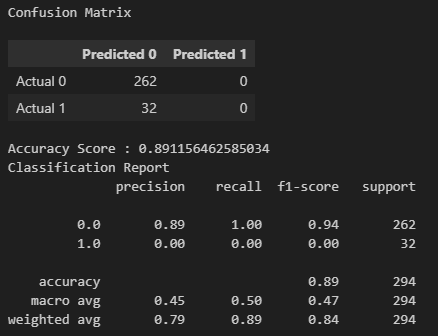 Confusion Matrix
Predicted 0 Predicted 1
Actual 0 262 0
Actual 1 32 0
Accuracy Score : 0.891156462585034
Classification Report
precision recall f1-score support
0.0 0.89 1.00 0.94 262
1.0 0.00 0.00 0.00 32
accuracy 0.89 294
macro avg 0.45 0.50 0.47 294
weighted avg 0.79 0.89 0.84 294